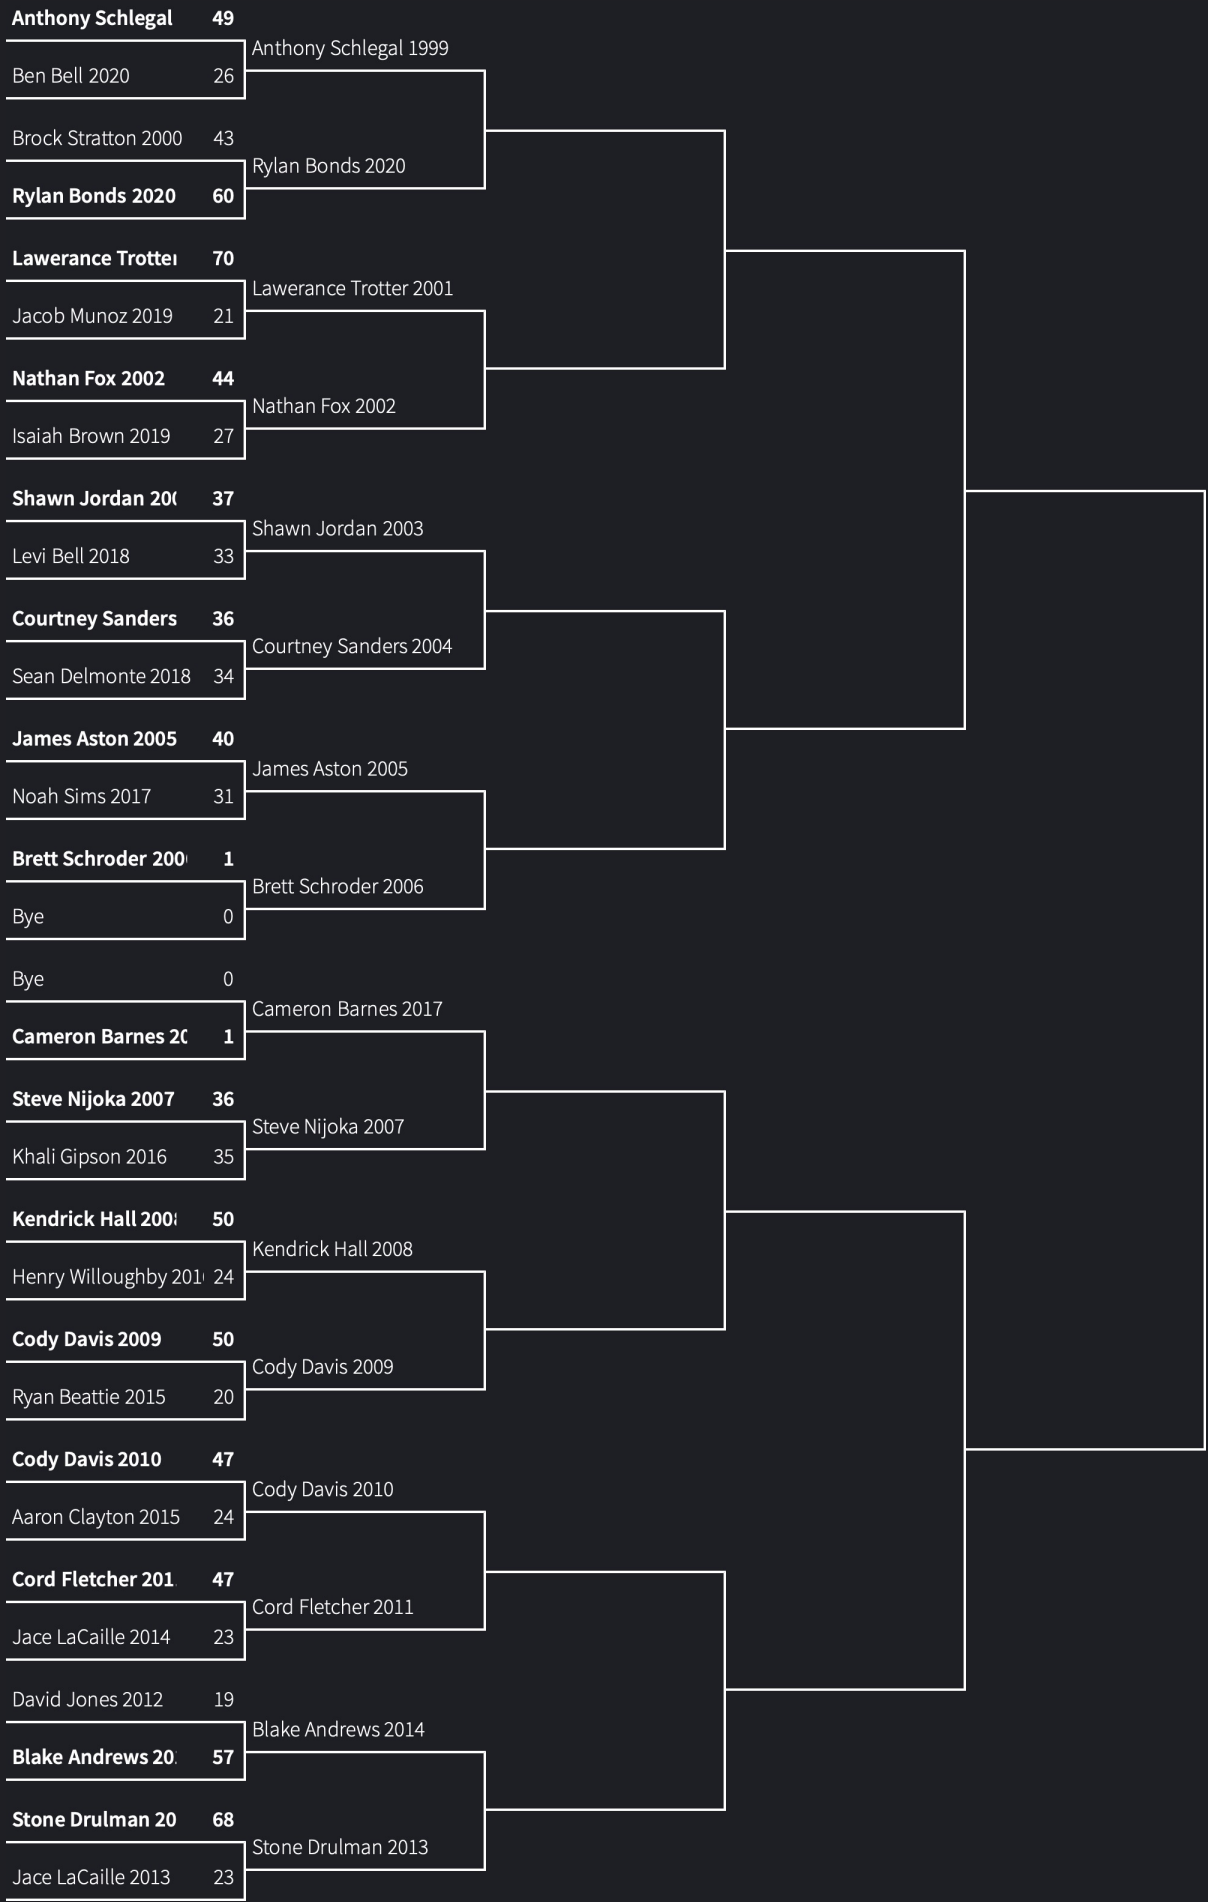 Anthony Schlegal 49
Anthony Schlegal 1999
Ben Bell 2020 26
Brock Stratton 2000 43
Rylan Bonds 2020
Rylan Bonds 2020 60
Lawerance Trotter 70
Lawerance Trotter 2001
Jacob Munoz 2019 21
Nathan Fox 2002 44
Nathan Fox 2002
Isaiah Brown 2019 27
Shawn Jordan 200 37
Shawn Jordan 2003
Levi Bell 2018 33
Courtney Sanders 36
Courtney Sanders 2004
Sean Delmonte 2018 34
James Aston 2005 40
James Aston 2005
Noah Sims 2017 31
Brett Schroder 200 1
Brett Schroder 2006
Bye 0
Bye 0
Cameron Barnes 2017
Cameron Barnes 20 1
Steve Nijoka 2007 36
Steve Nijoka 2007
Khali Gipson 2016 35
Kendrick Hall 2008 50
Kendrick Hall 2008
Henry Willoughby 201 24
Cody Davis 2009 50
Cody Davis 2009
Ryan Beattie 2015 20
Cody Davis 2010 47
Cody Davis 2010
Aaron Clayton 2015 24
Cord Fletcher 201 47
Cord Fletcher 2011
Jace LaCaille 2014 23
David Jones 2012 19
Blake Andrews 2014
Blake Andrews 20 57
Stone Drulman 20 68
Stone Drulman 2013
Jace LaCaille 2013 23